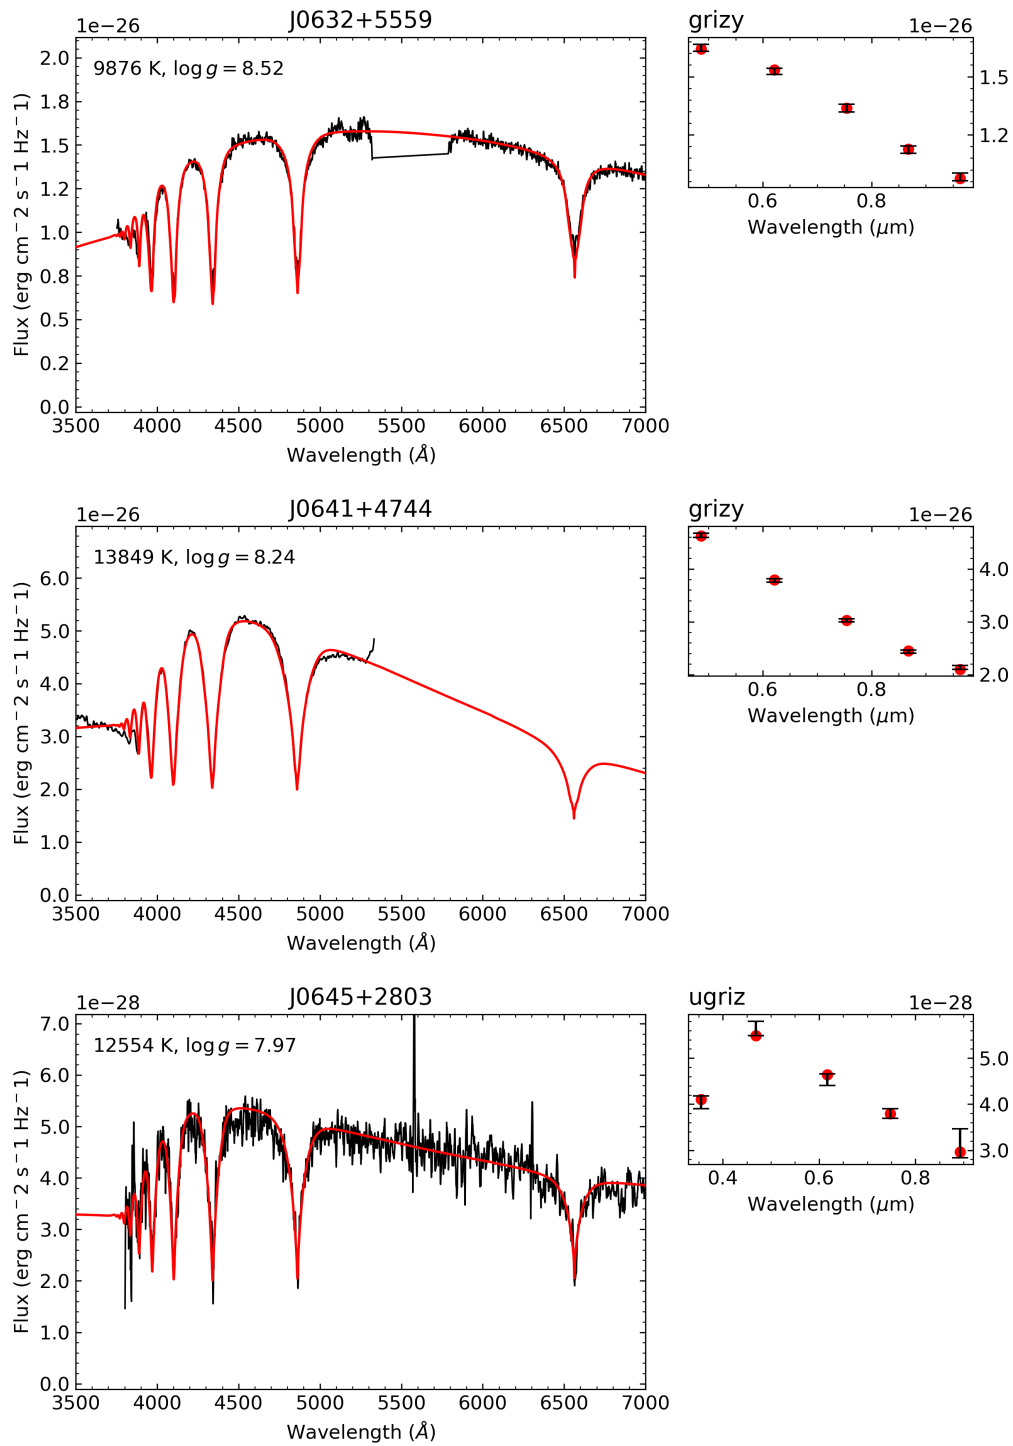 1e−26
J0632+5559
9876 K, log g = 8.52
2.0
1.8
1.5
1.2
1.0
0.8
0.5
0.2
0.0
Flux (erg cm−2 s−1 Hz−1)
3500 4000 4500 5000 5500 6000 6500 7000
Wavelength (Å)
grizy
1e−26
1.5
1.2
0.6 0.8
Wavelength (μm)
1e−26
J0641+4744
13849 K, log g = 8.24
6.0
5.0
4.0
3.0
2.0
1.0
0.0
Flux (erg cm−2 s−1 Hz−1)
3500 4000 4500 5000 5500 6000 6500 7000
Wavelength (Å)
grizy
1e−26
4.0
3.0
2.0
0.6 0.8
Wavelength (μm)
1e−28
J0645+2803
12554 K, log g = 7.97
7.0
6.0
5.0
4.0
3.0
2.0
1.0
0.0
Flux (erg cm−2 s−1 Hz−1)
3500 4000 4500 5000 5500 6000 6500 7000
Wavelength (Å)
ugriz
1e−28
5.0
4.0
3.0
0.4 0.6 0.8
Wavelength (μm)